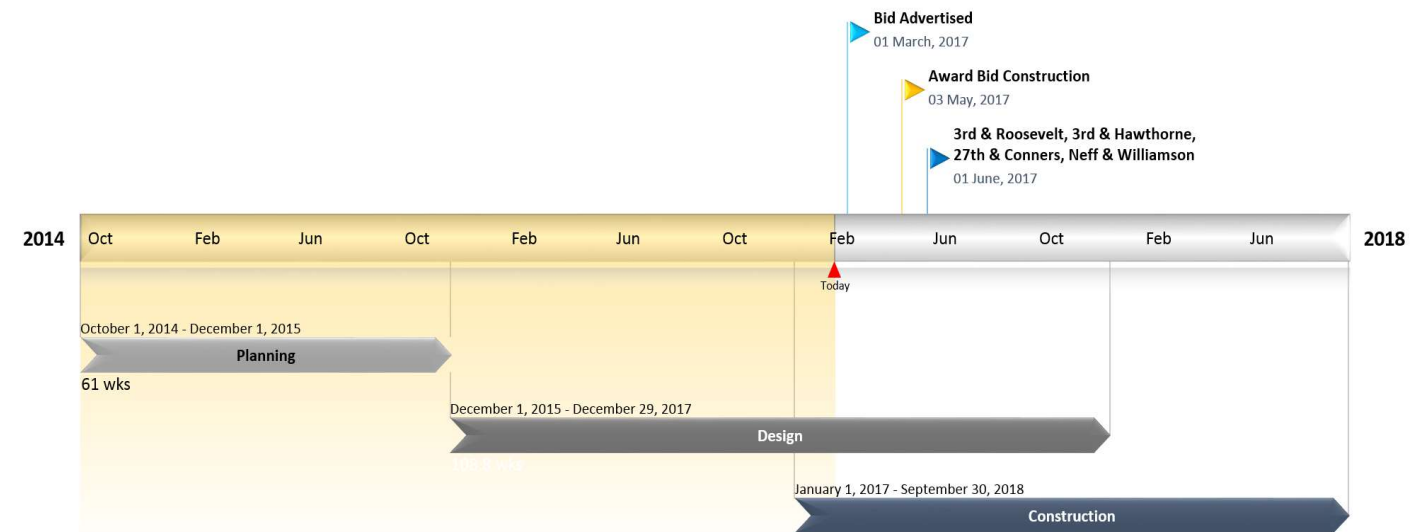 Bid Advertised
01 March, 2017
Award Bid Construction
03 May, 2017
3rd & Roosevelt, 3rd & Hawthorne,
27th & Conners, Neff & Williamson
01 June, 2017
2014 Oct Feb Jun Oct Feb Jun Oct Feb Jun Oct Feb Jun 2018
Today
October 1, 2014 - December 1, 2015
Planning
61 wks
December 1, 2015 - December 29, 2017
Design
January 1, 2017 - September 30, 2018
Construction